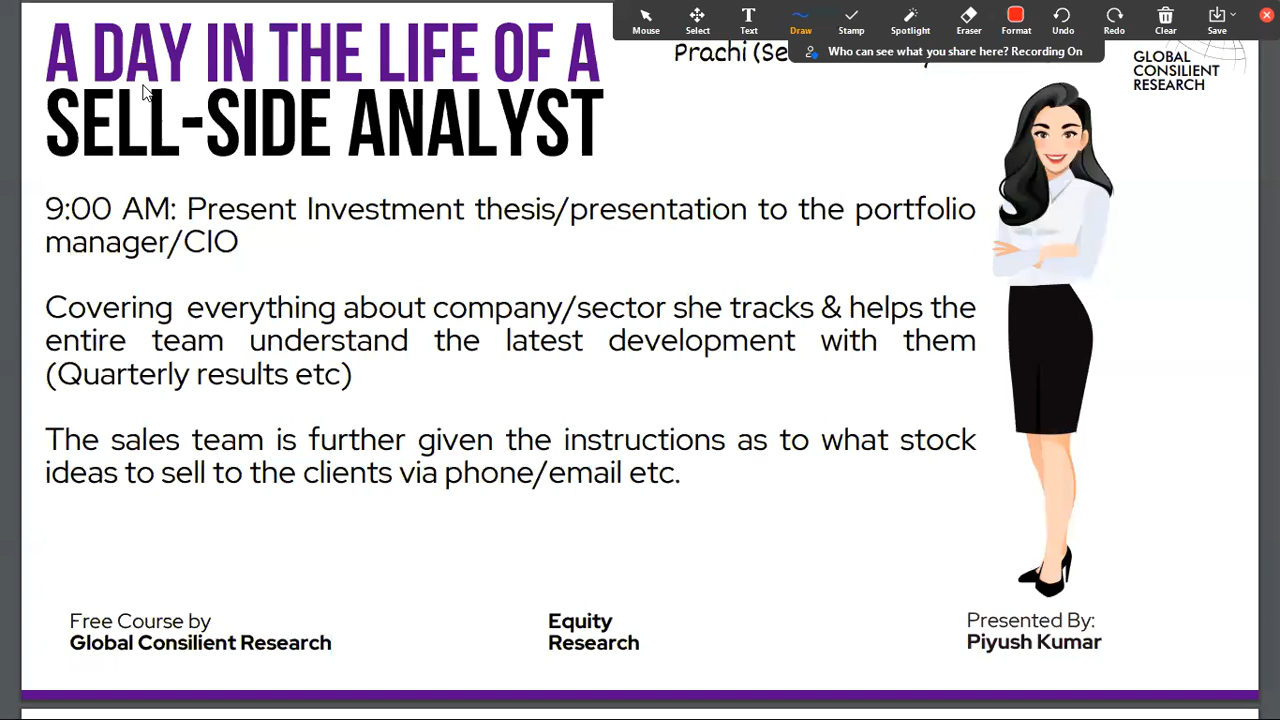 Mouse Select Text Draw Stamp Spotlight Eraser Format Undo Redo Clear Save
Who can see what you share here? Recording On
A DAY IN THE LIFE OF A
SELL-SIDE ANALYST
Prachi
GLOBAL
CONSILIENT
RESEARCH
9:00 AM: Present Investment thesis/presentation to the portfolio
manager/CIO
Covering everything about company/sector she tracks & helps the
entire team understand the latest development with them
(Quarterly results etc)
The sales team is further given the instructions as to what stock
ideas to sell to the clients via phone/email etc.
Free Course by
Global Consilient Research
Equity
Research
Presented By:
Piyush Kumar